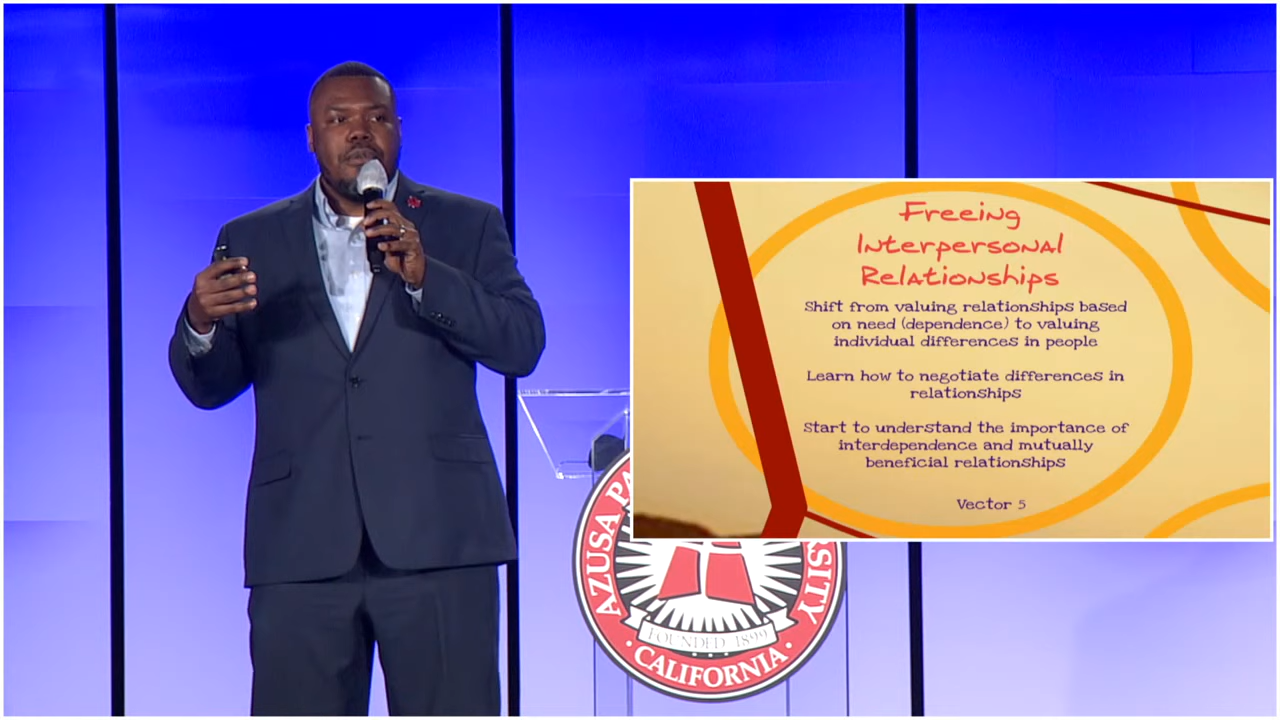 Freeing
Interpersonal
Relationships
Shift from valuing relationships based
on need (dependence) to valuing
individual differences in people
Learn how to negotiate differences in
relationships
Start to understand the importance of
interdependence and mutually
beneficial relationships
Vector 5
AZUSA PA
SITY
FOUNDED 1899
CALIFORNIA